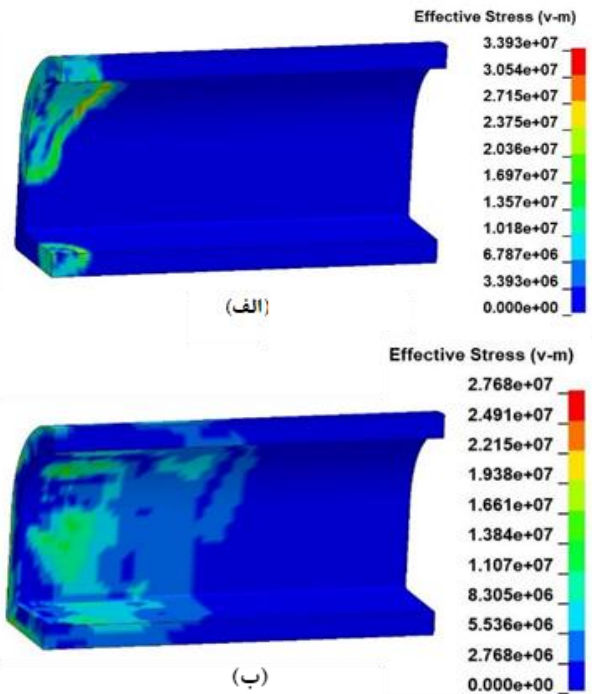 Effective Stress (v-m)
3.393e+07
3.054e+07
2.715e+07
2.375e+07
2.036e+07
1.697e+07
1.357e+07
1.018e+07
6.787e+06
3.393e+06
0.000e+00
(الف)
Effective Stress (v-m)
2.768e+07
2.491e+07
2.215e+07
1.938e+07
1.661e+07
1.384e+07
1.107e+07
8.305e+06
5.536e+06
2.768e+06
0.000e+00
(ب)